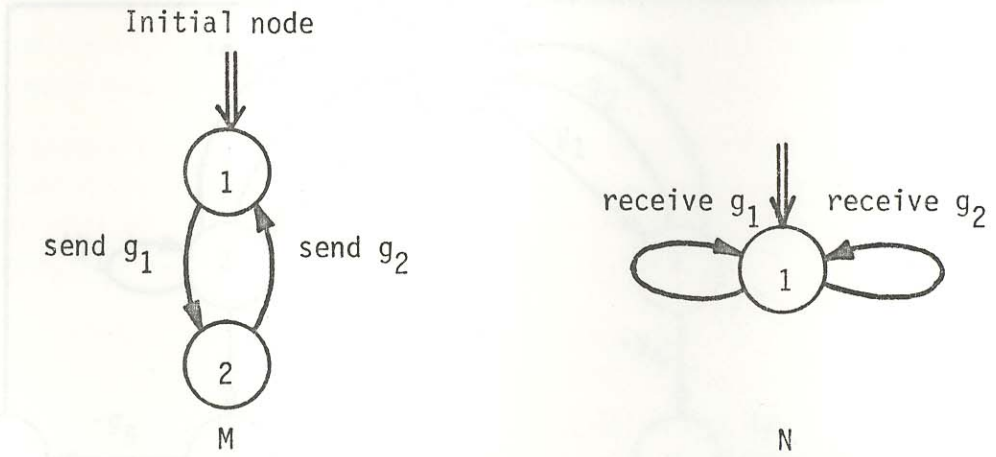 Initial node
1
send g1
send g2
2
M
receive g1
receive g2
1
N